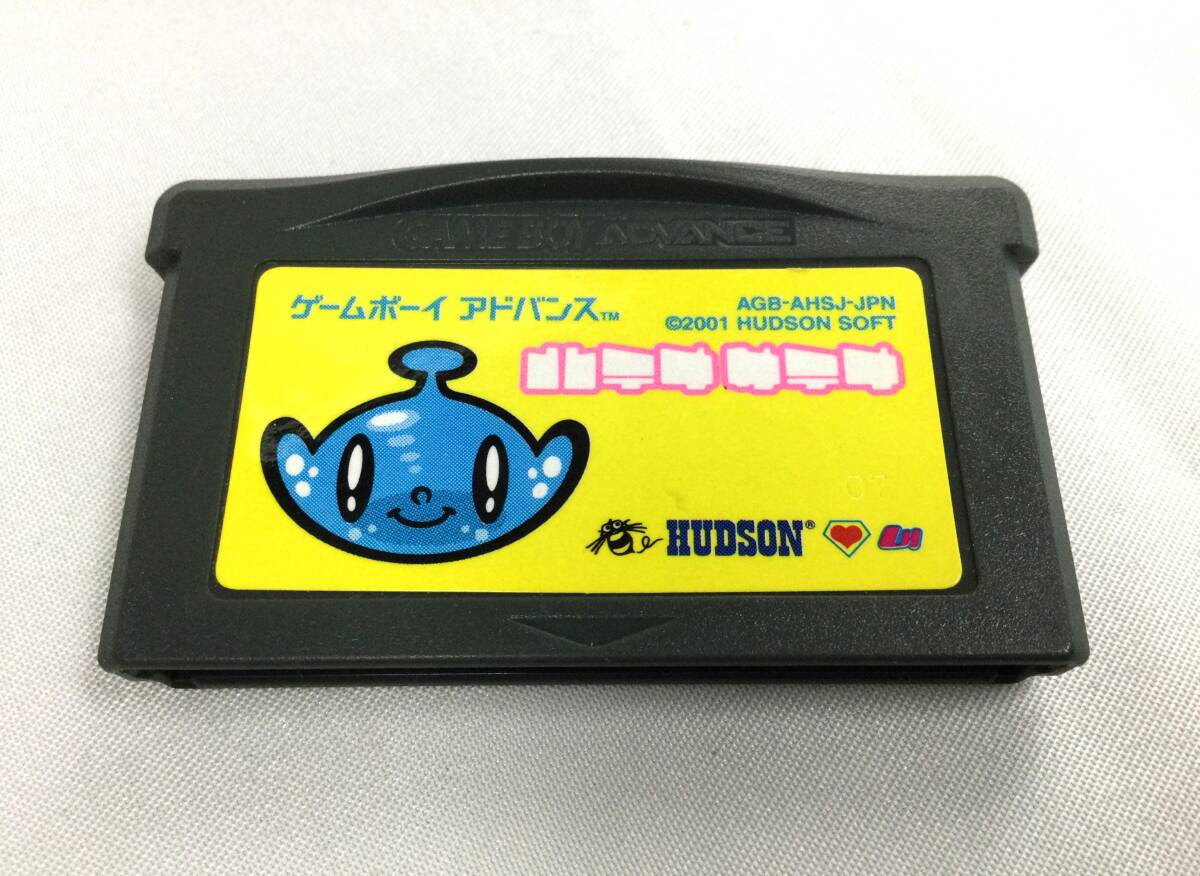 GAME BOY ADVANCE
ゲームボーイ アドバンス™
AGB-AHSJ-JPN
©2001 HUDSON SOFT
HUDSON®
07